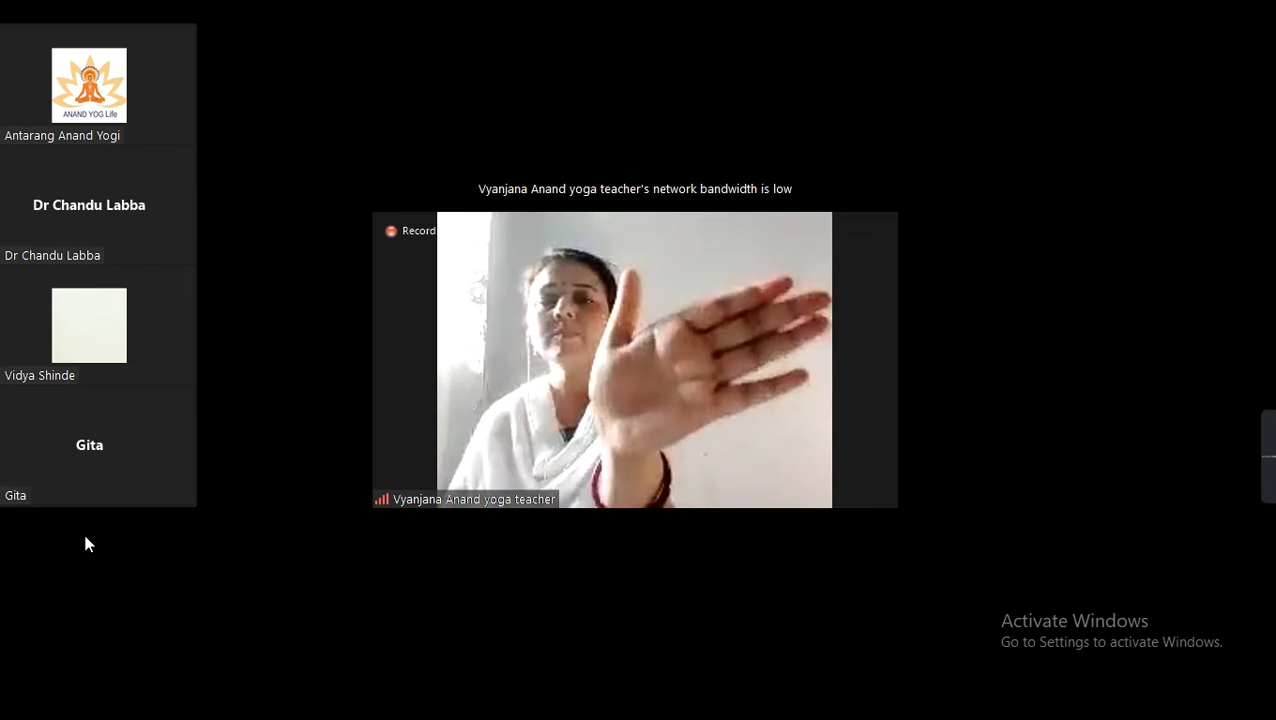 ANAND YOG Life
Antarang Anand Yogi
Dr Chandu Labba
Dr Chandu Labba
Vidya Shinde
Gita
Gita
Vyanjana Anand yoga teacher's network bandwidth is low
Record
Vyanjana Anand yoga teacher
Activate Windows
Go to Settings to activate Windows.